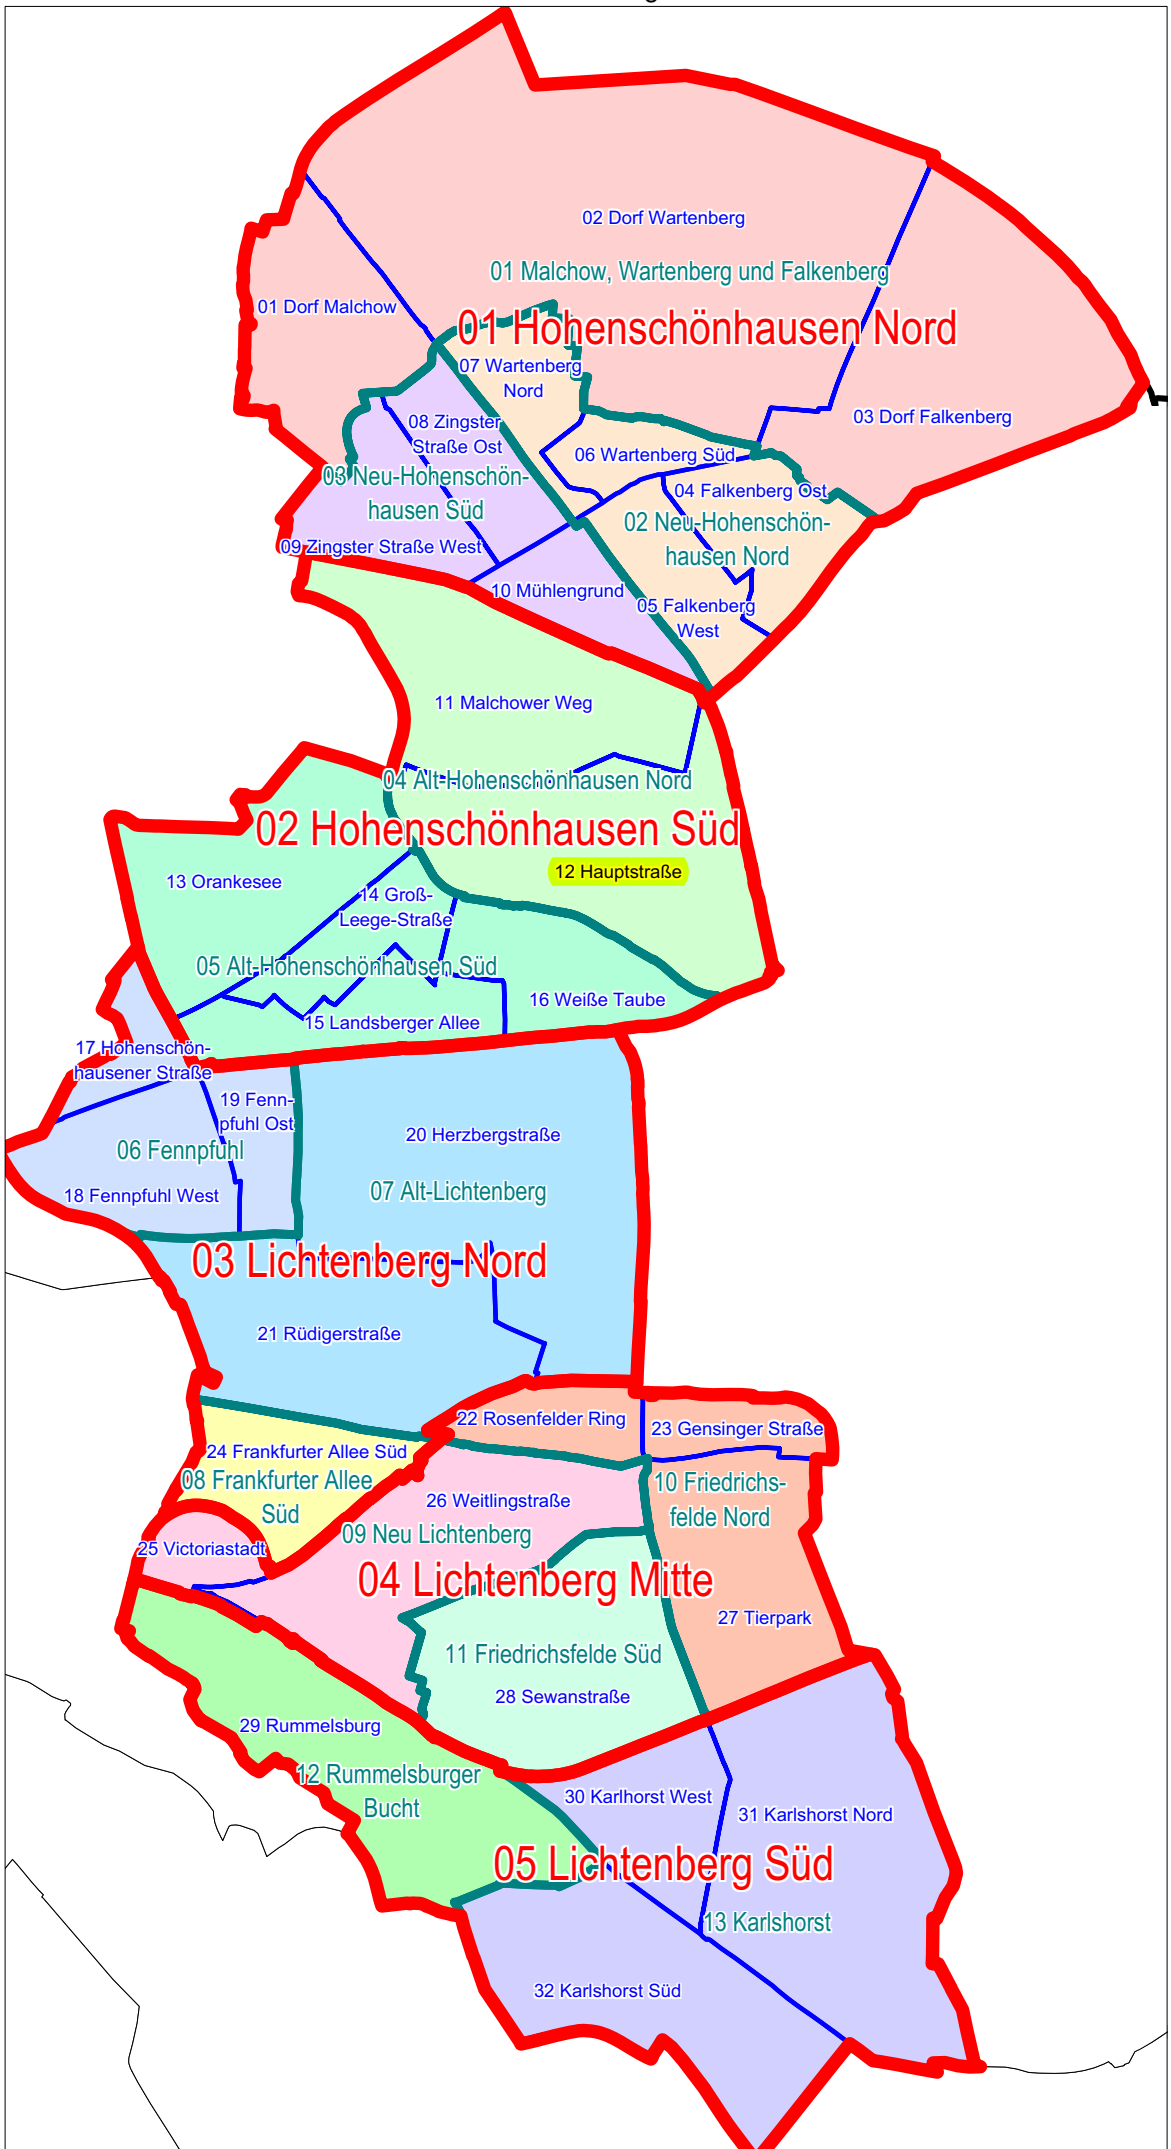 02 Dorf Wartenberg
01 Malchow, Wartenberg und Falkenberg
01 Dorf Malchow
01 Hohenschönhausen Nord
07 Wartenberg
Nord
03 Dorf Falkenberg
08 Zingster
Straße Ost
06 Wartenberg Süd
03 Neu-Hohenschön-
hausen Süd
04 Falkenberg Ost
02 Neu-Hohenschön-
hausen Nord
09 Zingster Straße West
10 Mühlengrund
05 Falkenberg
West
11 Malchower Weg
04 Alt-Hohenschönhausen Nord
02 Hohenschönhausen Süd
12 Hauptstraße
13 Orankesee
14 Groß-
Leege-Straße
05 Alt-Hohenschönhausen Süd
16 Weiße Taube
15 Landsberger Allee
17 Hohenschön-
hausener Straße
19 Fenn-
pfuhl Ost
20 Herzbergstraße
06 Fennpfuhl
18 Fennpfuhl West
07 Alt-Lichtenberg
03 Lichtenberg Nord
21 Rüdigerstraße
22 Rosenfelder Ring
23 Gensinger Straße
24 Frankfurter Allee Süd
08 Frankfurter Allee
Süd
10 Friedrichs-
felde Nord
26 Weitlingstraße
09 Neu Lichtenberg
25 Victoriastadt
04 Lichtenberg Mitte
27 Tierpark
11 Friedrichsfelde Süd
28 Sewanstraße
29 Rummelsburg
12 Rummelsburger
Bucht
30 Karlhorst West
31 Karlshorst Nord
05 Lichtenberg Süd
13 Karlshorst
32 Karlshorst Süd